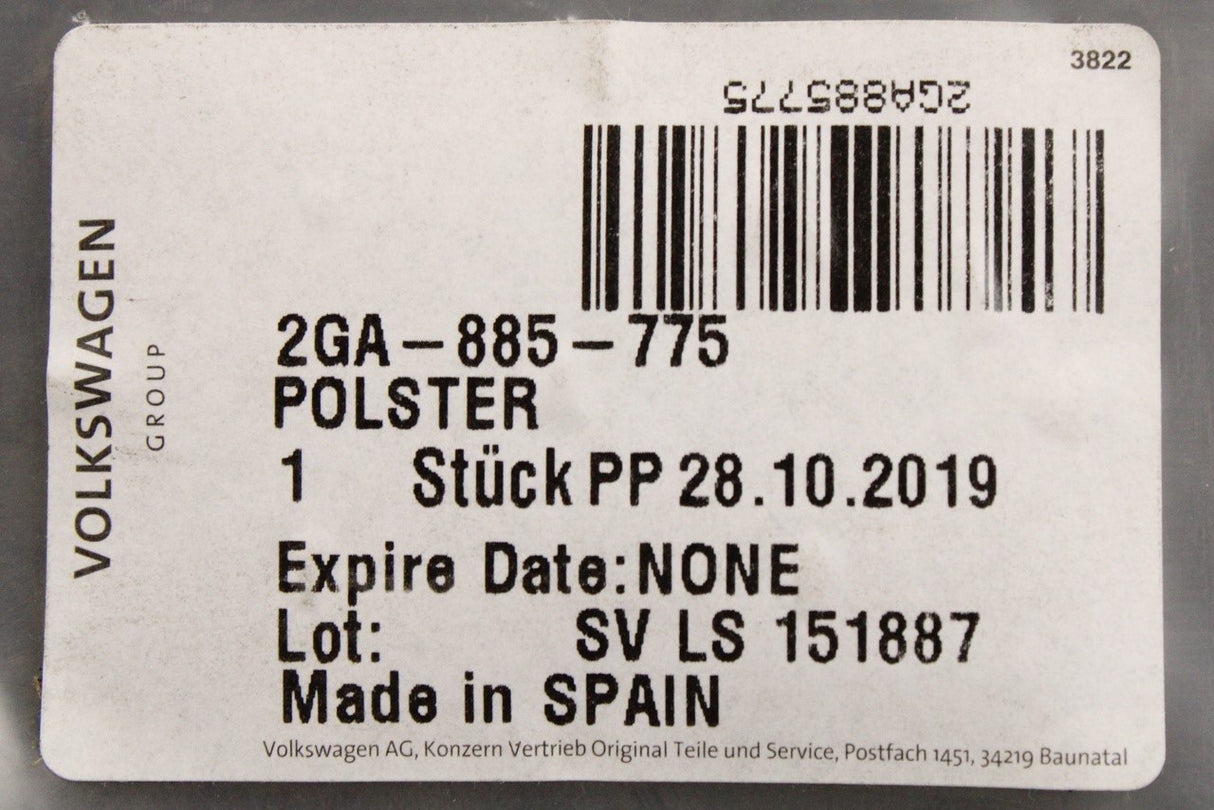 3822
2GA885775
VOLKSWAGEN
GROUP
2GA-885-775
POLSTER
1 Stück PP 28.10.2019
Expire Date:NONE
Lot: SV LS 151887
Made in SPAIN
Volkswagen AG, Konzern Vertrieb Original Teile und Service, Postfach 1451, 34219 Baunatal